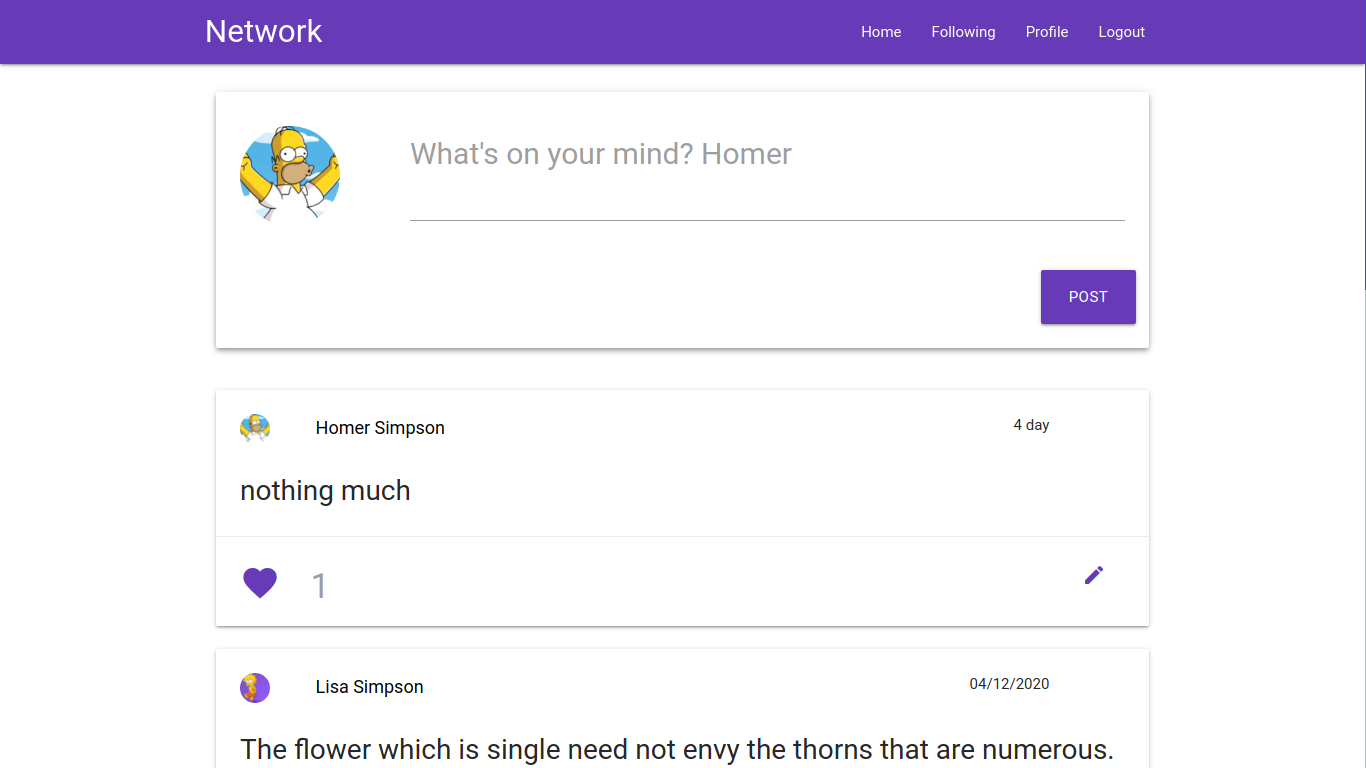 Network
Home Following Profile Logout
What's on your mind? Homer
POST
Homer Simpson
4 day
nothing much
1
Lisa Simpson
04/12/2020
The flower which is single need not envy the thorns that are numerous.